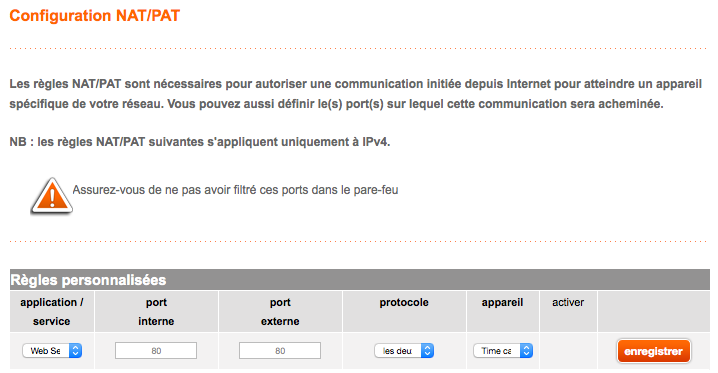 Configuration NAT/PAT
Les règles NAT/PAT sont nécessaires pour autoriser une communication initiée depuis Internet pour atteindre un appareil
spécifique de votre réseau. Vous pouvez aussi définir le(s) port(s) sur lequel cette communication sera acheminée.
NB : les règles NAT/PAT suivantes s'appliquent uniquement à IPv4.
Assurez-vous de ne pas avoir filtré ces ports dans le pare-feu
Règles personnalisées
application / service port interne port externe protocole appareil activer
Web Se 80 80 les deu Time ca enregistrer